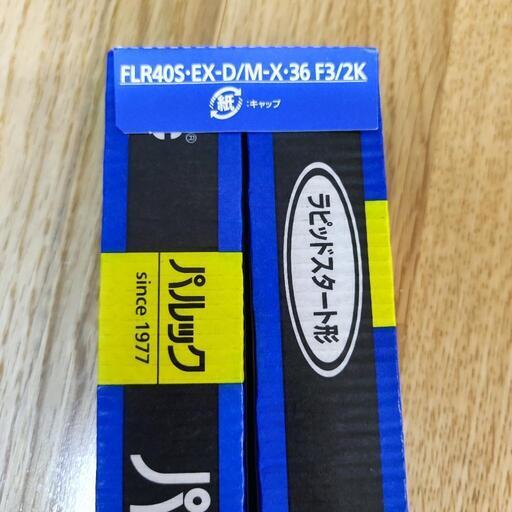 FLR40S·EX-D/M-X·36 F3/2K
紙 :キャップ
パルック
since 1977
ラピッドスタート形
パ